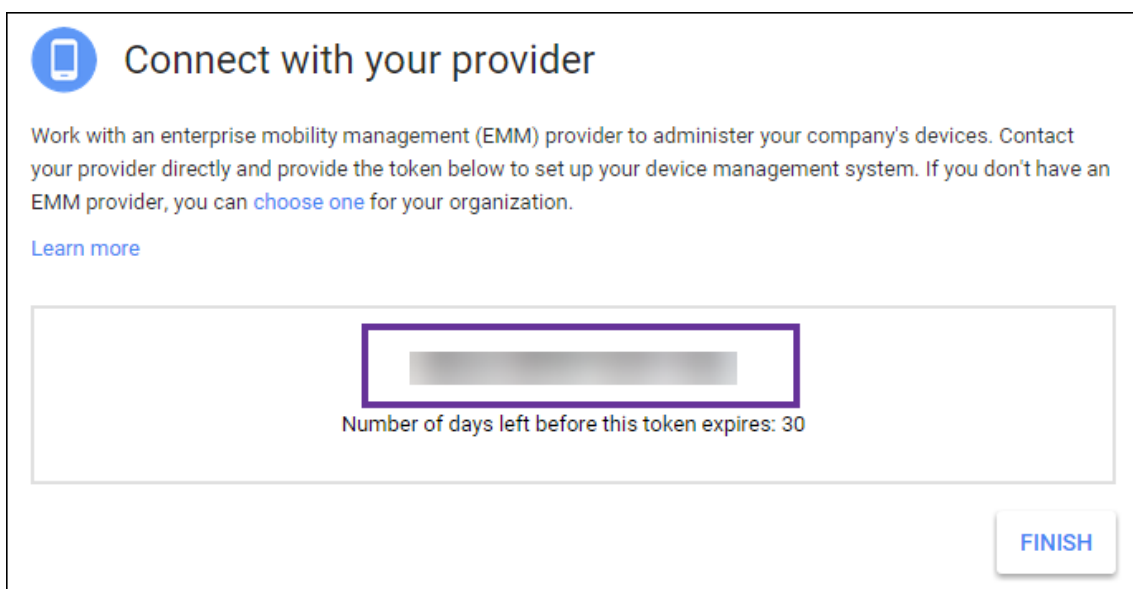 Connect with your provider
Work with an enterprise mobility management (EMM) provider to administer your company's devices. Contact
your provider directly and provide the token below to set up your device management system. If you don't have an
EMM provider, you can choose one for your organization.
Learn more
Number of days left before this token expires: 30
FINISH